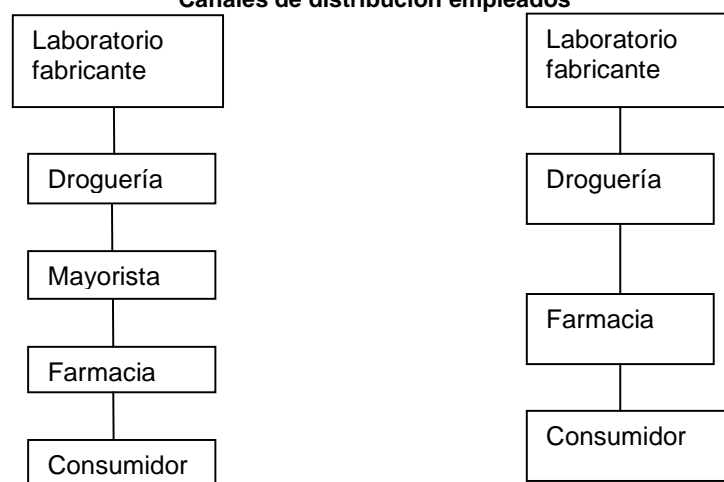 Canales de distribución empleados
Laboratorio
fabricante
Droguería
Mayorista
Farmacia
Consumidor
Laboratorio
fabricante
Droguería
Farmacia
Consumidor